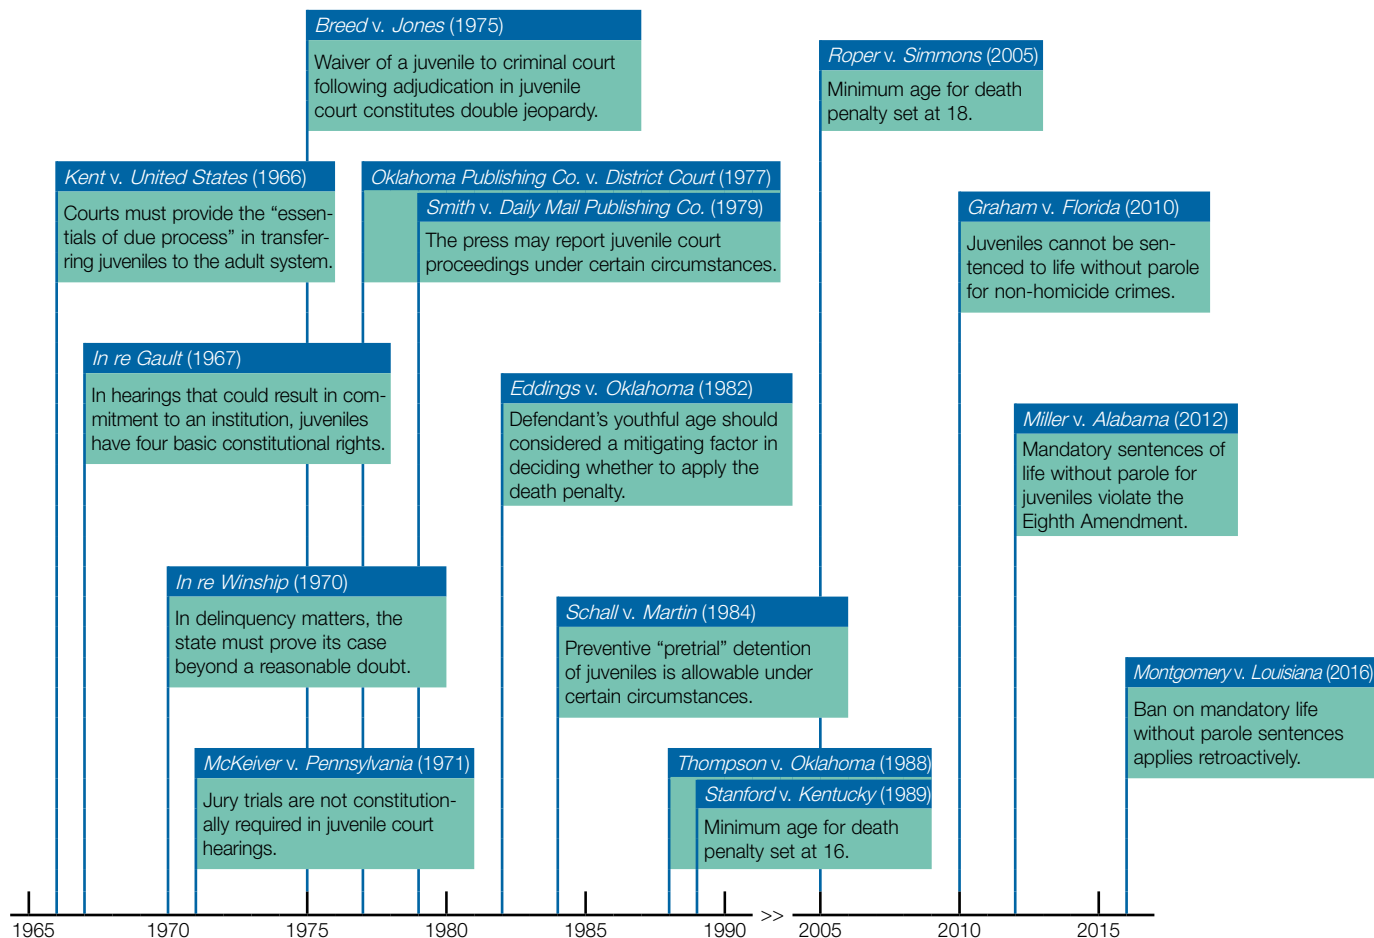 Breed v. Jones (1975)
Waiver of a juvenile to criminal court
following adjudication in juvenile
court constitutes double jeopardy.
Roper v. Simmons (2005)
Minimum age for death
penalty set at 18.
Kent v. United States (1966)
Courts must provide the “essen-
tials of due process” in transfer-
ring juveniles to the adult system.
Oklahoma Publishing Co. v. District Court (1977)
Smith v. Daily Mail Publishing Co. (1979)
The press may report juvenile court
proceedings under certain circumstances.
Graham v. Florida (2010)
Juveniles cannot be sen-
tenced to life without parole
for non-homicide crimes.
In re Gault (1967)
In hearings that could result in com-
mitment to an institution, juveniles
have four basic constitutional rights.
Eddings v. Oklahoma (1982)
Defendant’s youthful age should
considered a mitigating factor in
deciding whether to apply the
death penalty.
Miller v. Alabama (2012)
Mandatory sentences of
life without parole for
juveniles violate the
Eighth Amendment.
In re Winship (1970)
In delinquency matters, the
state must prove its case
beyond a reasonable doubt.
Schall v. Martin (1984)
Preventive “pretrial” detention
of juveniles is allowable under
certain circumstances.
Montgomery v. Louisiana (2016)
Ban on mandatory life
without parole sentences
applies retroactively.
McKeiver v. Pennsylvania (1971)
Jury trials are not constitution-
ally required in juvenile court
hearings.
Thompson v. Oklahoma (1988)
Stanford v. Kentucky (1989)
Minimum age for death
penalty set at 16.
1965 1970 1975 1980 1985 1990 >> 2005 2010 2015